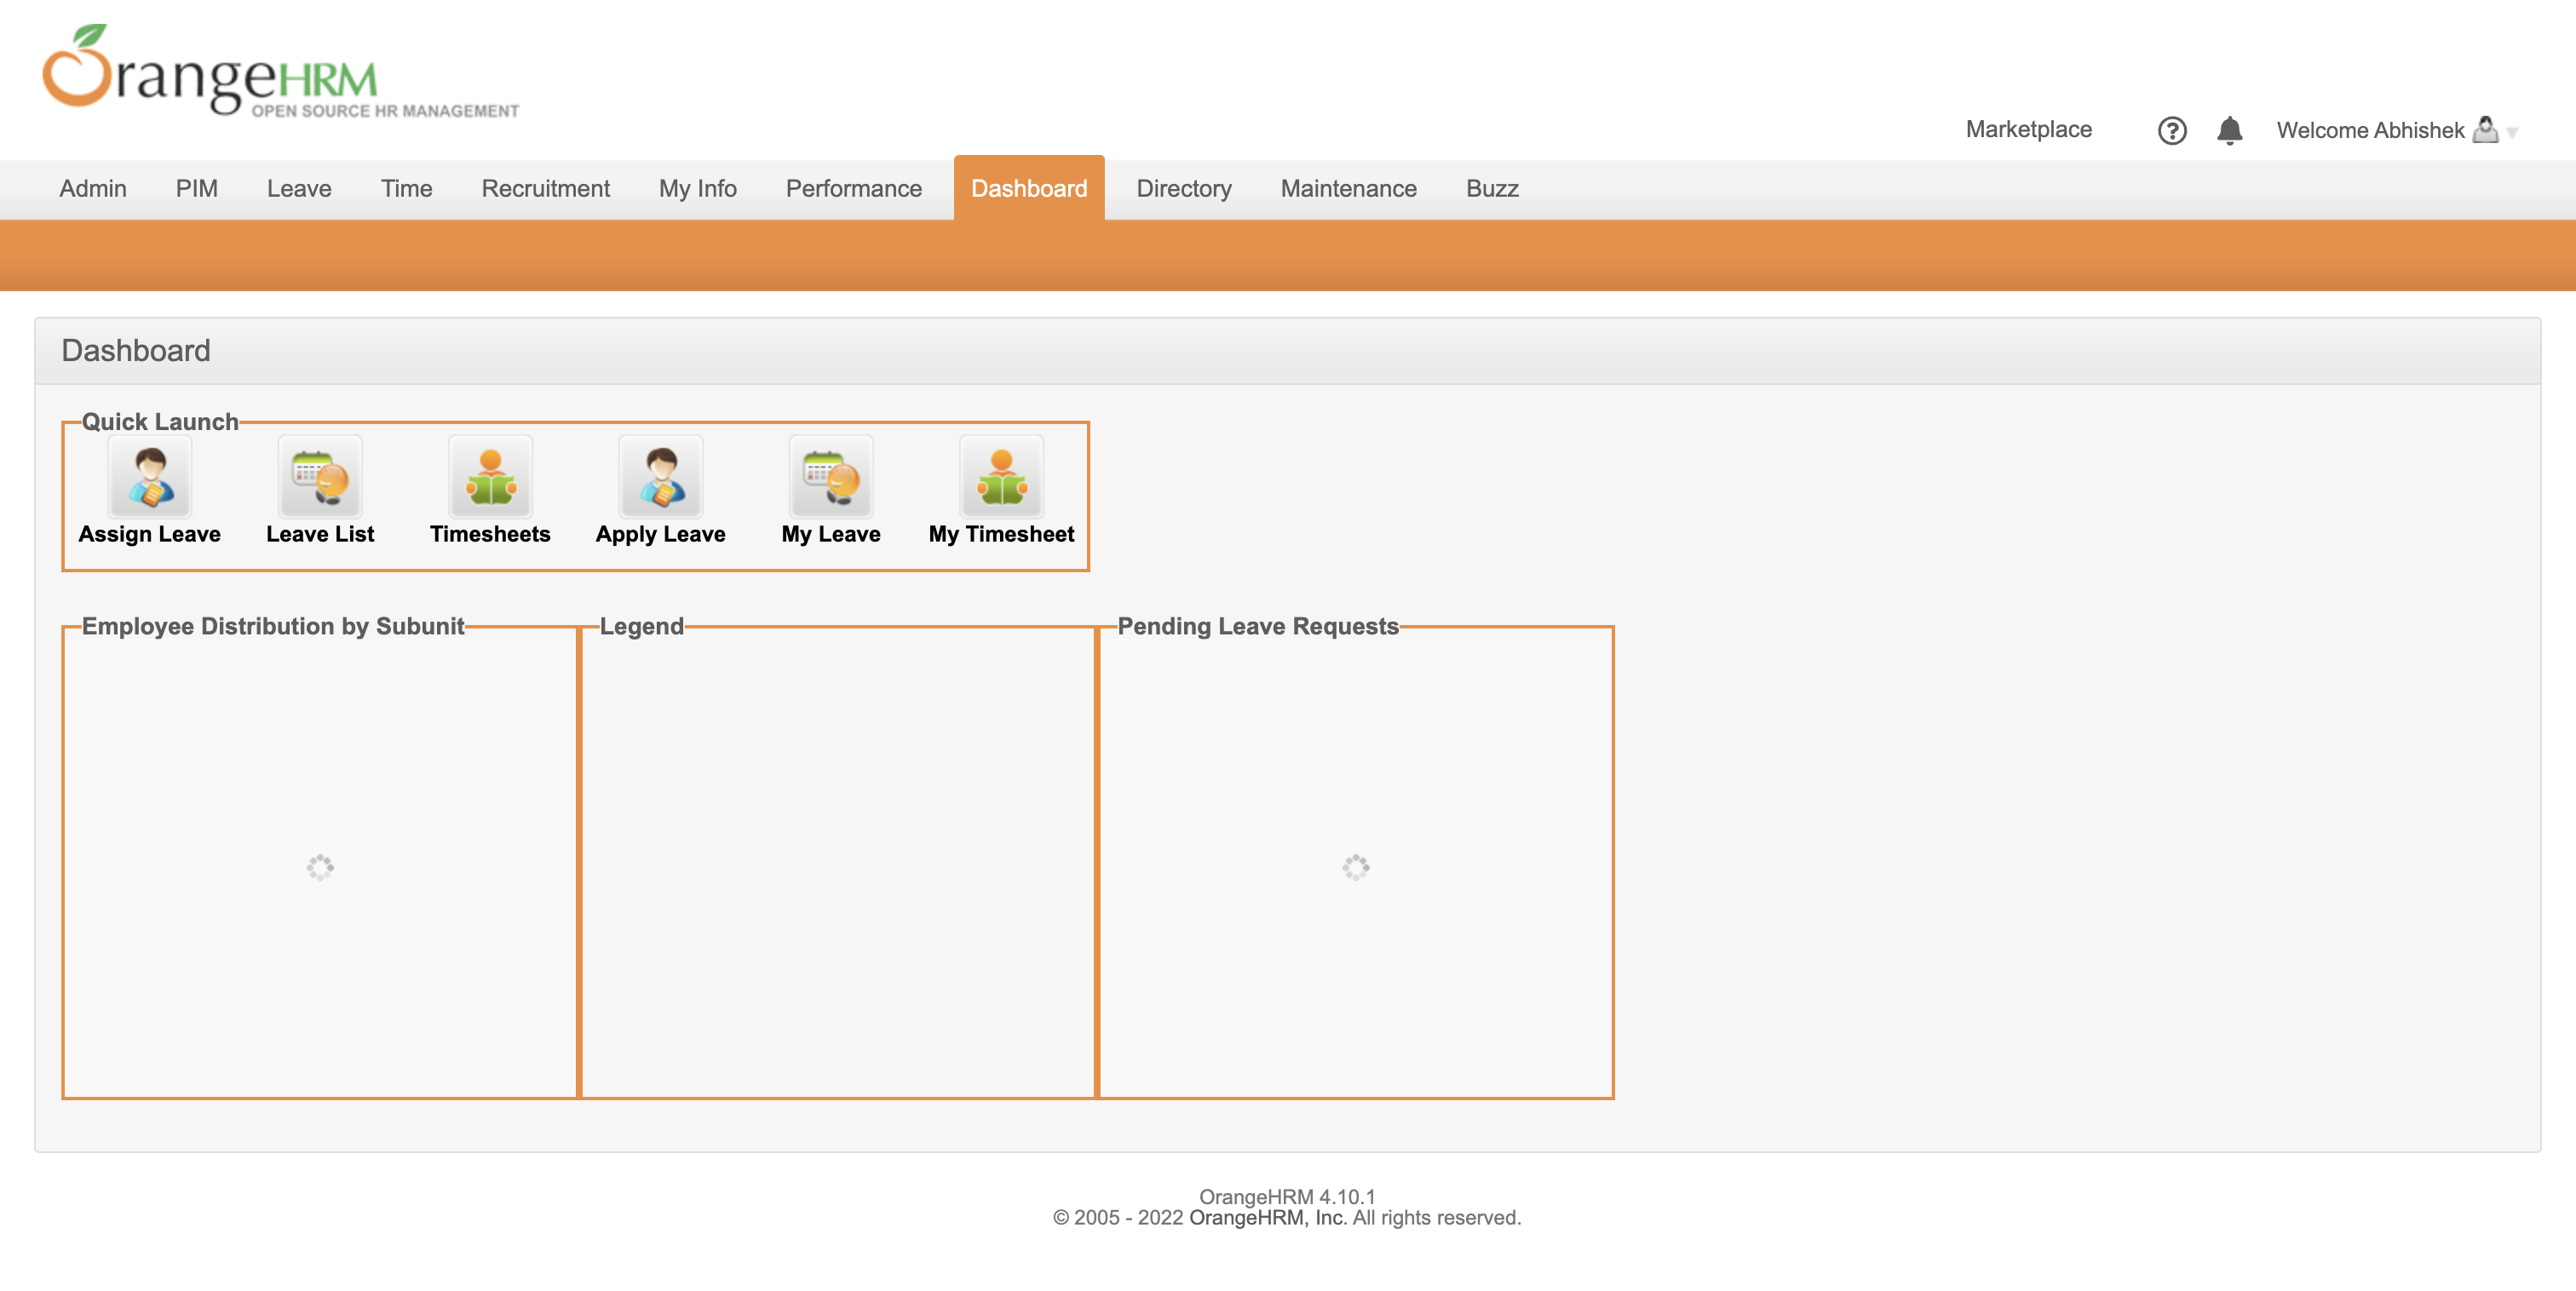 OrangeHRM
OPEN SOURCE HR MANAGEMENT
Marketplace ? Welcome Abhishek
Admin PIM Leave Time Recruitment My Info Performance Dashboard Directory Maintenance Buzz
Dashboard
Quick Launch
Assign Leave Leave List Timesheets Apply Leave My Leave My Timesheet
Employee Distribution by Subunit Legend Pending Leave Requests
OrangeHRM 4.10.1
© 2005 - 2022 OrangeHRM, Inc. All rights reserved.